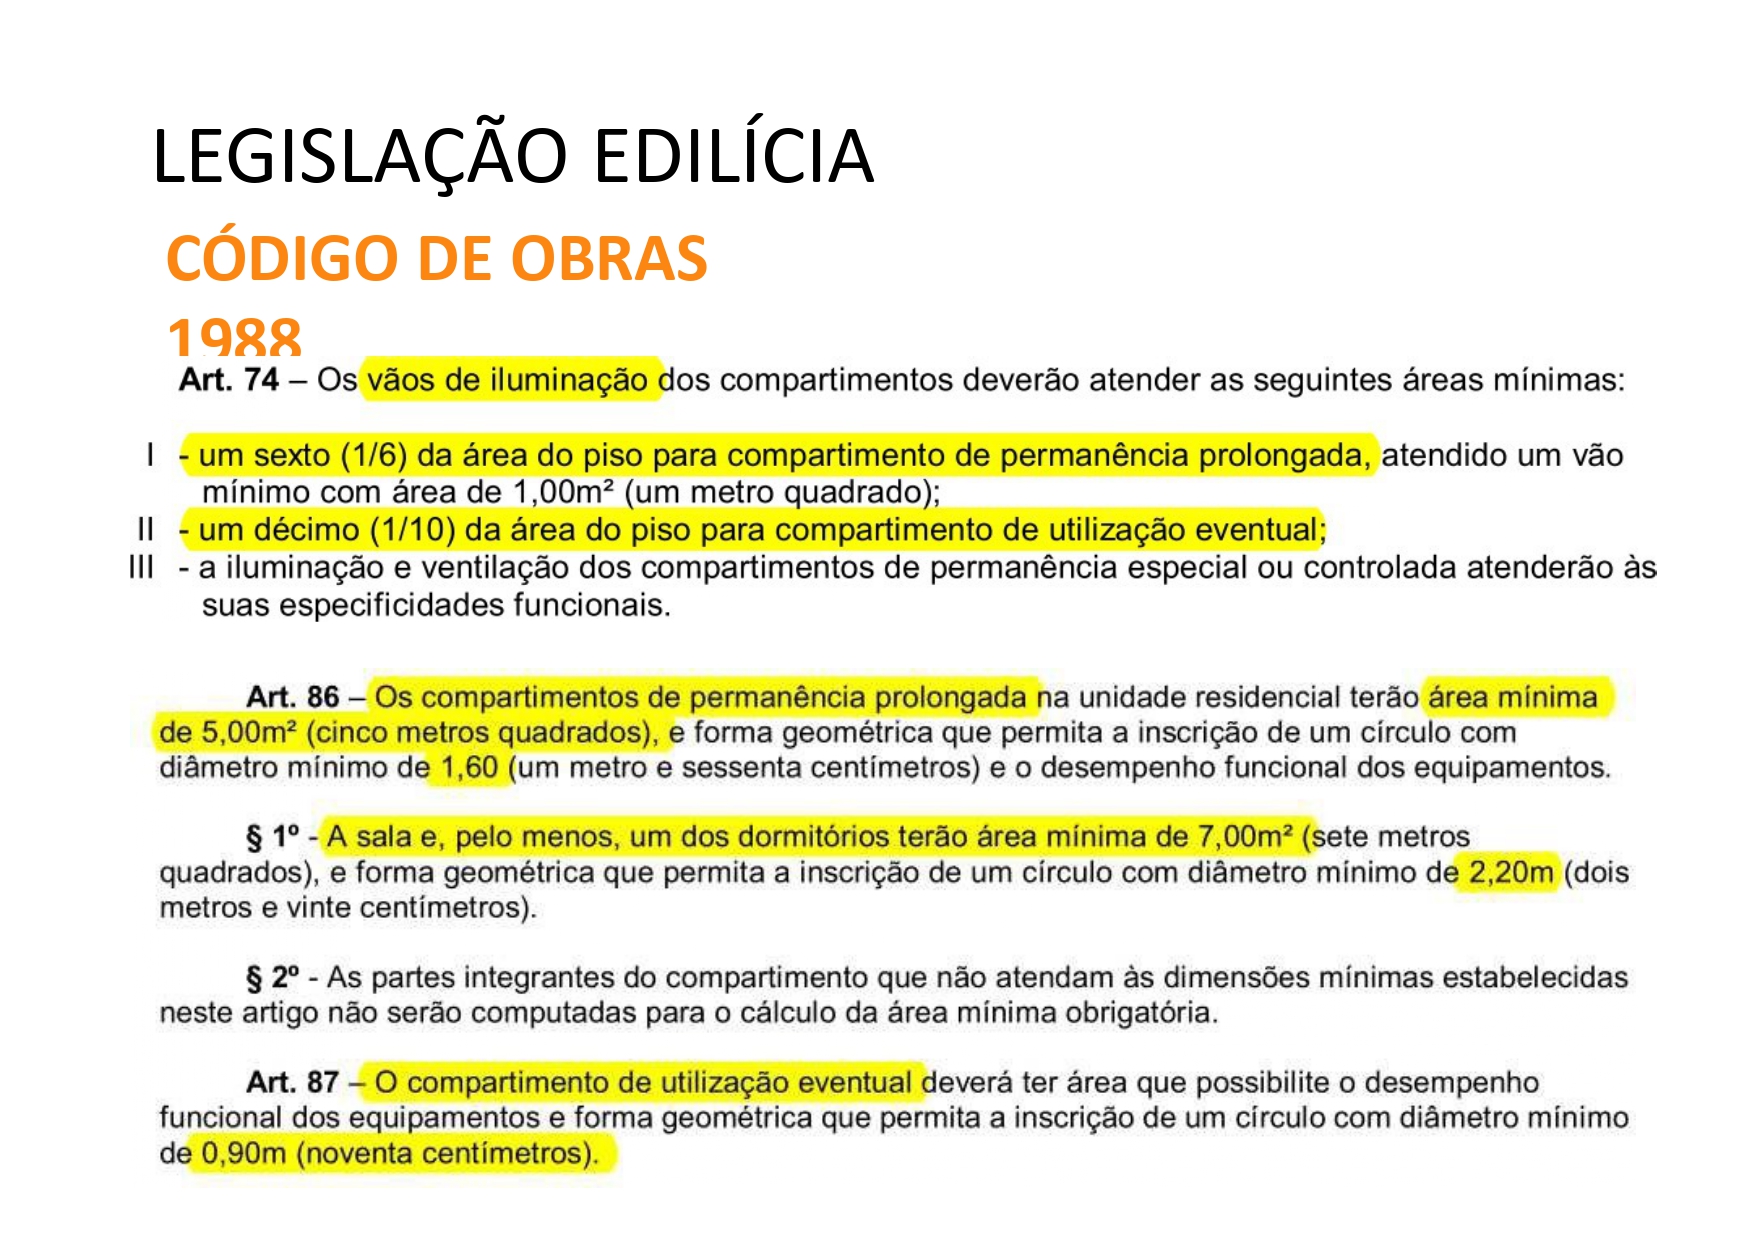 LEGISLAÇÃO EDILÍCIA
CÓDIGO DE OBRAS
1988
Art. 74 – Os vãos de iluminação dos compartimentos deverão atender as seguintes áreas mínimas:
I - um sexto (1/6) da área do piso para compartimento de permanência prolongada, atendido um vão
mínimo com área de 1,00m² (um metro quadrado);
II - um décimo (1/10) da área do piso para compartimento de utilização eventual;
III - a iluminação e ventilação dos compartimentos de permanência especial ou controlada atenderão às
suas especificidades funcionais.
Art. 86 – Os compartimentos de permanência prolongada na unidade residencial terão área mínima
de 5,00m² (cinco metros quadrados), e forma geométrica que permita a inscrição de um círculo com
diâmetro mínimo de 1,60 (um metro e sessenta centímetros) e o desempenho funcional dos equipamentos.
§ 1º - A sala e, pelo menos, um dos dormitórios terão área mínima de 7,00m² (sete metros
quadrados), e forma geométrica que permita a inscrição de um círculo com diâmetro mínimo de 2,20m (dois
metros e vinte centímetros).
§ 2º - As partes integrantes do compartimento que não atendam às dimensões mínimas estabelecidas
neste artigo não serão computadas para o cálculo da área mínima obrigatória.
Art. 87 – O compartimento de utilização eventual deverá ter área que possibilite o desempenho
funcional dos equipamentos e forma geométrica que permita a inscrição de um círculo com diâmetro mínimo
de 0,90m (noventa centímetros).